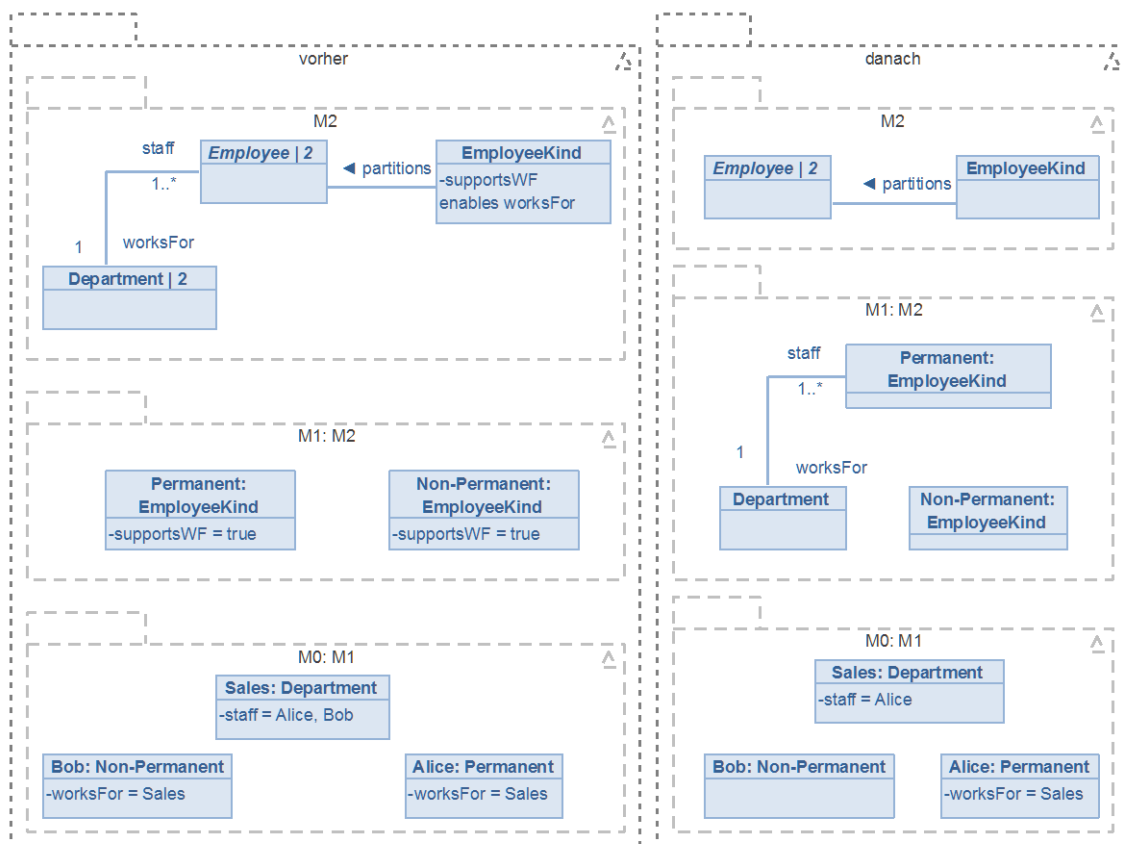 vorher
M2
staff
1..*
Employee | 2
◄ partitions
EmployeeKind
-supportsWF
enables worksFor
1
worksFor
Department | 2
M1: M2
Permanent:
EmployeeKind
-supportsWF = true
Non-Permanent:
EmployeeKind
-supportsWF = true
M0: M1
Sales: Department
-staff = Alice, Bob
Bob: Non-Permanent
-worksFor = Sales
Alice: Permanent
-worksFor = Sales
danach
M2
Employee | 2
◄ partitions
EmployeeKind
M1: M2
staff
1..*
Permanent:
EmployeeKind
1
worksFor
Department
Non-Permanent:
EmployeeKind
M0: M1
Sales: Department
-staff = Alice
Bob: Non-Permanent
Alice: Permanent
-worksFor = Sales